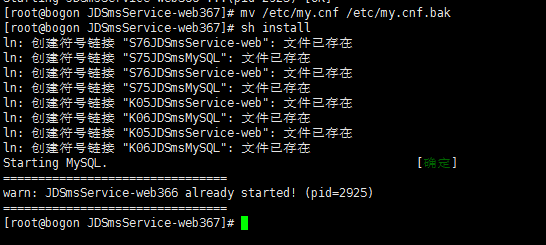 [root@bogon JDSmsService-web367]# mv /etc/my.cnf /etc/my.cnf.bak
[root@bogon JDSmsService-web367]# sh install
ln: 创建符号链接 "S76JDSmsService-web": 文件已存在
ln: 创建符号链接 "S75JDSmsMySQL": 文件已存在
ln: 创建符号链接 "S76JDSmsService-web": 文件已存在
ln: 创建符号链接 "S75JDSmsMySQL": 文件已存在
ln: 创建符号链接 "K05JDSmsService-web": 文件已存在
ln: 创建符号链接 "K06JDSmsMySQL": 文件已存在
ln: 创建符号链接 "K05JDSmsService-web": 文件已存在
ln: 创建符号链接 "K06JDSmsMySQL": 文件已存在
Starting MySQL. [确定]
================================
warn: JDSmsService-web366 already started! (pid=2925)
================================
[root@bogon JDSmsService-web367]#